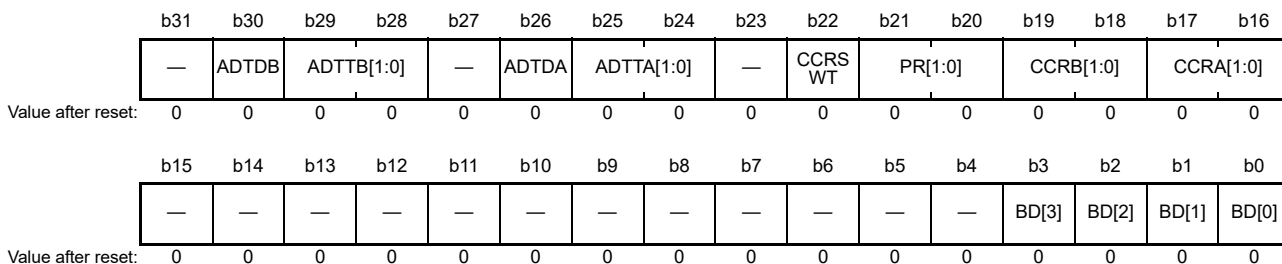 b31 b30 b29 b28 b27 b26 b25 b24 b23 b22 b21 b20 b19 b18 b17 b16
— ADTDB ADTTB[1:0] — ADTDA ADTTA[1:0] — CCRS WT PR[1:0] CCRB[1:0] CCRA[1:0]
Value after reset: 0 0 0 0 0 0 0 0 0 0 0 0 0 0 0 0
b15 b14 b13 b12 b11 b10 b9 b8 b7 b6 b5 b4 b3 b2 b1 b0
— — — — — — — — — — — — BD[3] BD[2] BD[1] BD[0]
Value after reset: 0 0 0 0 0 0 0 0 0 0 0 0 0 0 0 0